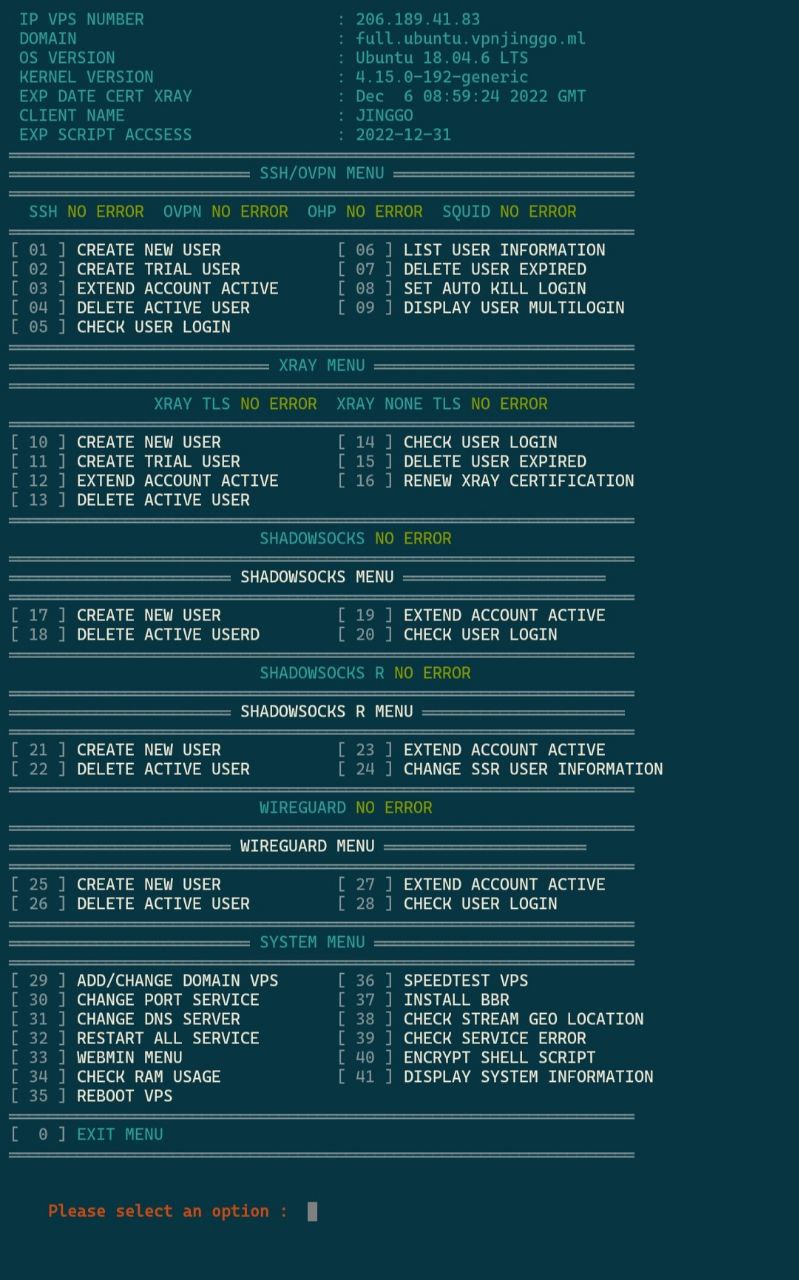 IP VPS NUMBER : 206.189.41.83
DOMAIN : full.ubuntu.vpnjinggo.ml
OS VERSION : Ubuntu 18.04.6 LTS
KERNEL VERSION : 4.15.0-192-generic
EXP DATE CERT XRAY : Dec  6 08:59:24 2022 GMT
CLIENT NAME : JINGGO
EXP SCRIPT ACCSESS : 2022-12-31
SSH/OVPN MENU
SSH NO ERROR  OVPN NO ERROR  OHP NO ERROR  SQUID NO ERROR
[ 01 ] CREATE NEW USER [ 06 ] LIST USER INFORMATION
[ 02 ] CREATE TRIAL USER [ 07 ] DELETE USER EXPIRED
[ 03 ] EXTEND ACCOUNT ACTIVE [ 08 ] SET AUTO KILL LOGIN
[ 04 ] DELETE ACTIVE USER [ 09 ] DISPLAY USER MULTILOGIN
[ 05 ] CHECK USER LOGIN
XRAY MENU
XRAY TLS NO ERROR  XRAY NONE TLS NO ERROR
[ 10 ] CREATE NEW USER [ 14 ] CHECK USER LOGIN
[ 11 ] CREATE TRIAL USER [ 15 ] DELETE USER EXPIRED
[ 12 ] EXTEND ACCOUNT ACTIVE [ 16 ] RENEW XRAY CERTIFICATION
[ 13 ] DELETE ACTIVE USER
SHADOWSOCKS NO ERROR
SHADOWSOCKS MENU
[ 17 ] CREATE NEW USER [ 19 ] EXTEND ACCOUNT ACTIVE
[ 18 ] DELETE ACTIVE USERD [ 20 ] CHECK USER LOGIN
SHADOWSOCKS R NO ERROR
SHADOWSOCKS R MENU
[ 21 ] CREATE NEW USER [ 23 ] EXTEND ACCOUNT ACTIVE
[ 22 ] DELETE ACTIVE USER [ 24 ] CHANGE SSR USER INFORMATION
WIREGUARD NO ERROR
WIREGUARD MENU
[ 25 ] CREATE NEW USER [ 27 ] EXTEND ACCOUNT ACTIVE
[ 26 ] DELETE ACTIVE USER [ 28 ] CHECK USER LOGIN
SYSTEM MENU
[ 29 ] ADD/CHANGE DOMAIN VPS [ 36 ] SPEEDTEST VPS
[ 30 ] CHANGE PORT SERVICE [ 37 ] INSTALL BBR
[ 31 ] CHANGE DNS SERVER [ 38 ] CHECK STREAM GEO LOCATION
[ 32 ] RESTART ALL SERVICE [ 39 ] CHECK SERVICE ERROR
[ 33 ] WEBMIN MENU [ 40 ] ENCRYPT SHELL SCRIPT
[ 34 ] CHECK RAM USAGE [ 41 ] DISPLAY SYSTEM INFORMATION
[ 35 ] REBOOT VPS
[  0 ] EXIT MENU
Please select an option :